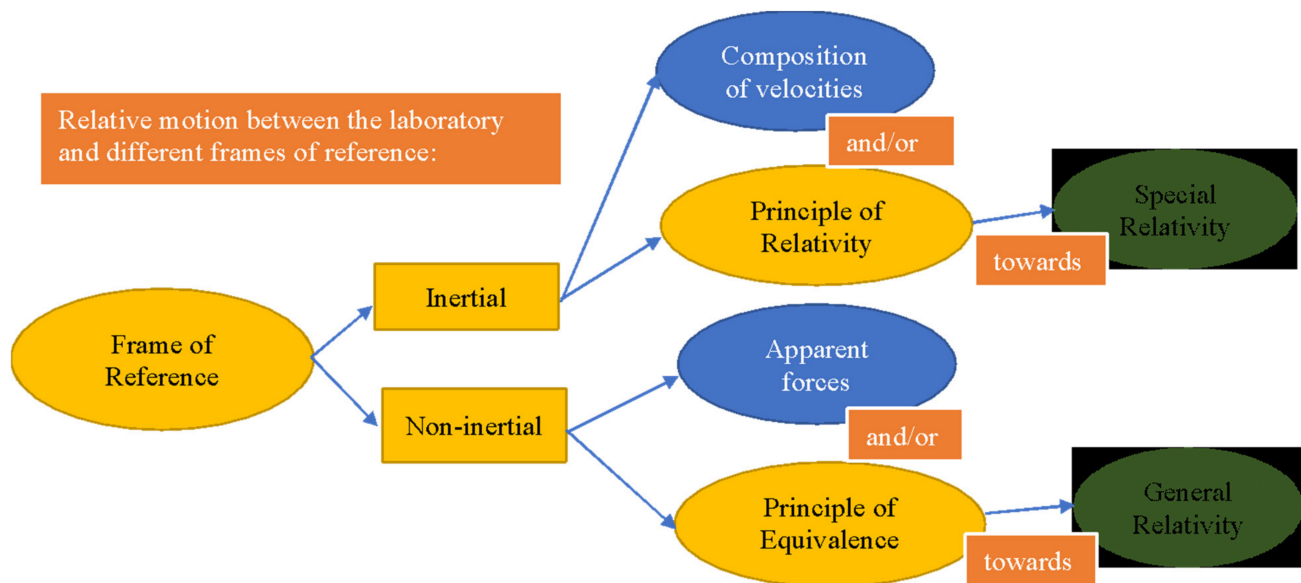 Relative motion between the laboratory
and different frames of reference:
Composition
of velocities
and/or
Principle of
Relativity
Special
Relativity
towards
Inertial
Frame of
Reference
Non-inertial
Apparent
forces
and/or
Principle of
Equivalence
General
Relativity
towards